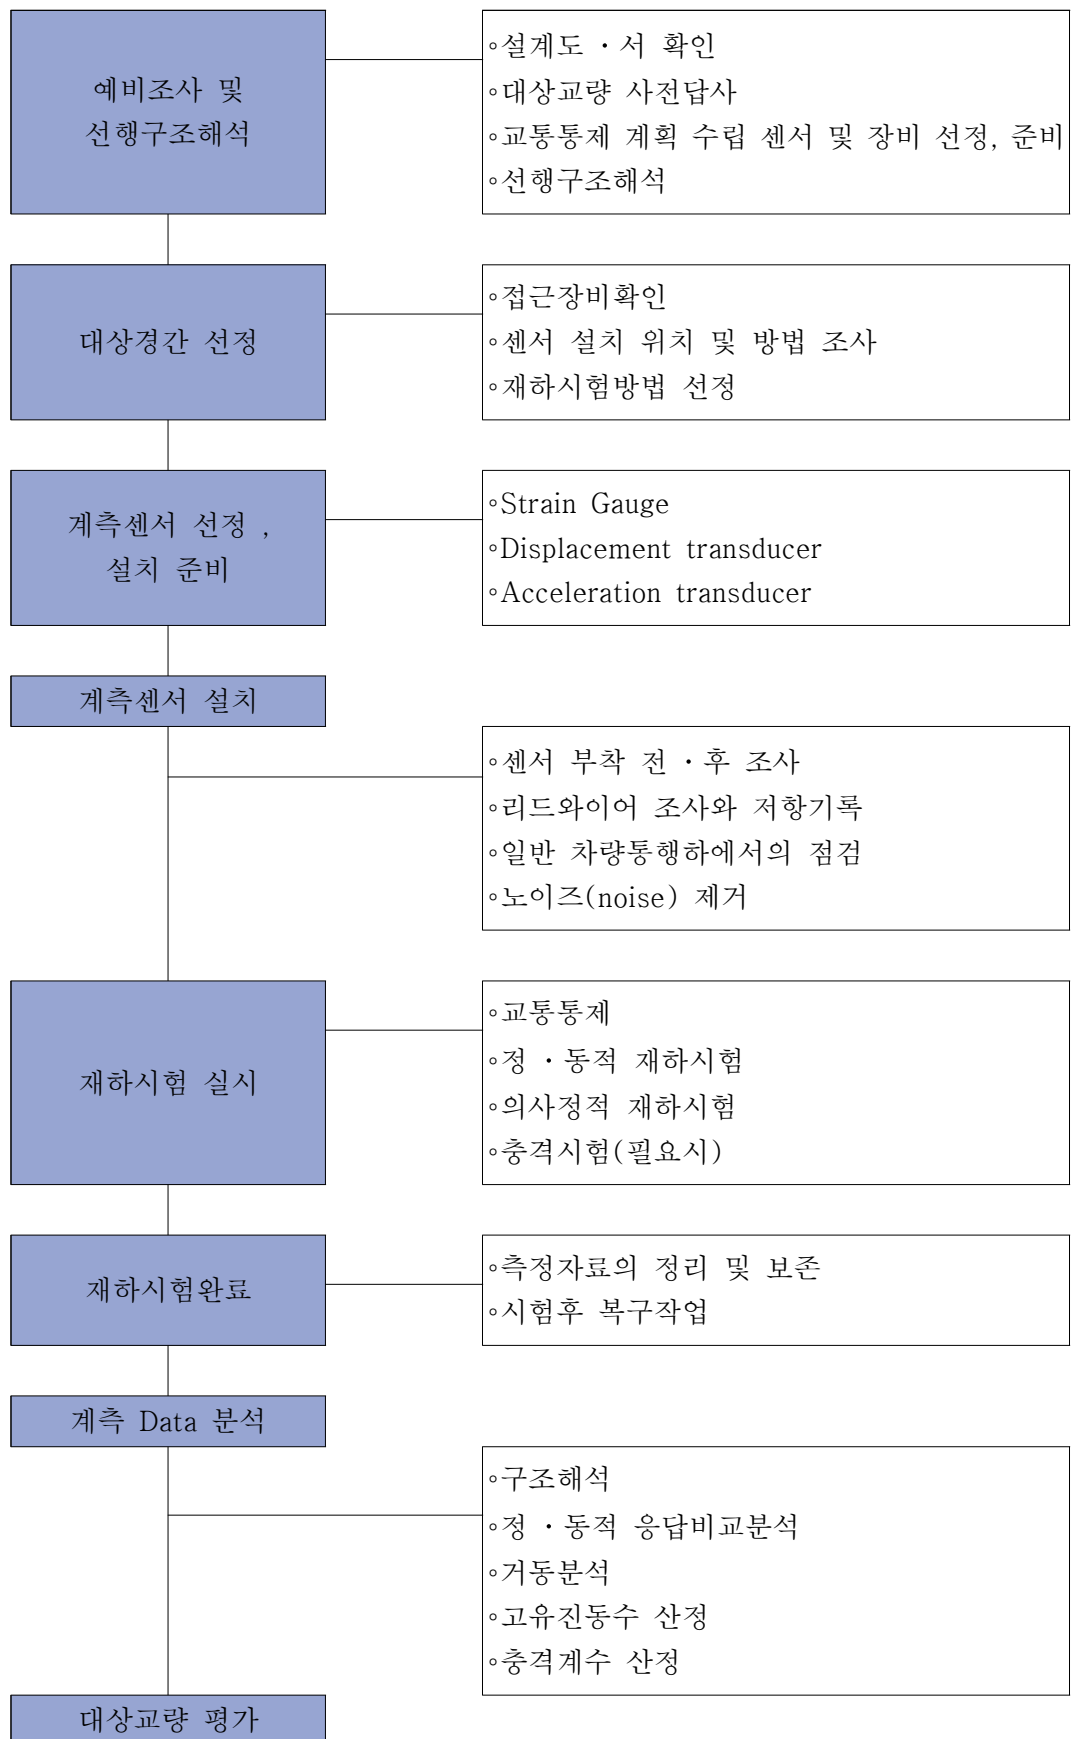 예비조사 및
선행구조해석
◦설계도 ・서 확인
◦대상교량 사전답사
◦교통통제 계획 수립 센서 및 장비 선정, 준비
◦선행구조해석
대상경간 선정
◦접근장비확인
◦센서 설치 위치 및 방법 조사
◦재하시험방법 선정
계측센서 선정 ,
설치 준비
◦Strain Gauge
◦Displacement transducer
◦Acceleration transducer
계측센서 설치
◦센서 부착 전 ・후 조사
◦리드와이어 조사와 저항기록
◦일반 차량통행하에서의 점검
◦노이즈(noise) 제거
재하시험 실시
◦교통통제
◦정 ・동적 재하시험
◦의사정적 재하시험
◦충격시험(필요시)
재하시험완료
◦측정자료의 정리 및 보존
◦시험후 복구작업
계측 Data 분석
◦구조해석
◦정 ・동적 응답비교분석
◦거동분석
◦고유진동수 산정
◦충격계수 산정
대상교량 평가